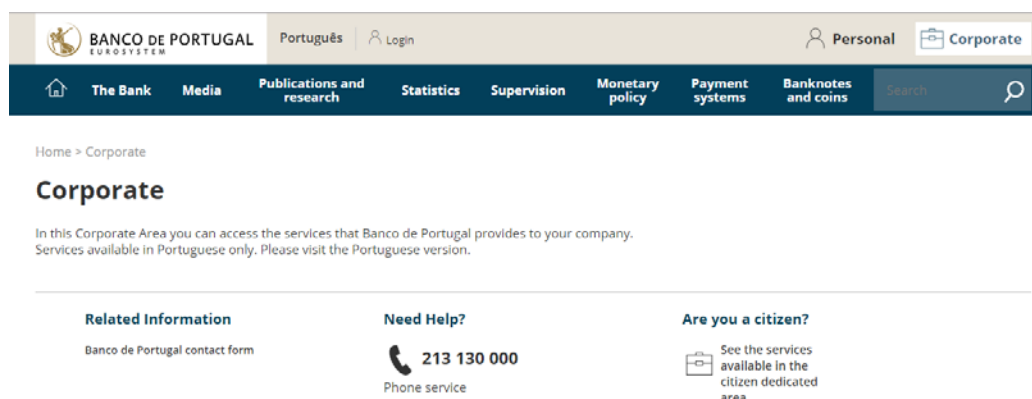 BANCO DE PORTUGAL
EUROSYSTEM
Português
Login
Personal
Corporate
The Bank
Media
Publications and
research
Statistics
Supervision
Monetary
policy
Payment
systems
Banknotes
and coins
Search
Home > Corporate
Corporate
In this Corporate Area you can access the services that Banco de Portugal provides to your company.
Services available in Portuguese only. Please visit the Portuguese version.
Related Information
Banco de Portugal contact form
Need Help?
213 130 000
Phone service
Are you a citizen?
See the services
available in the
citizen dedicated
area